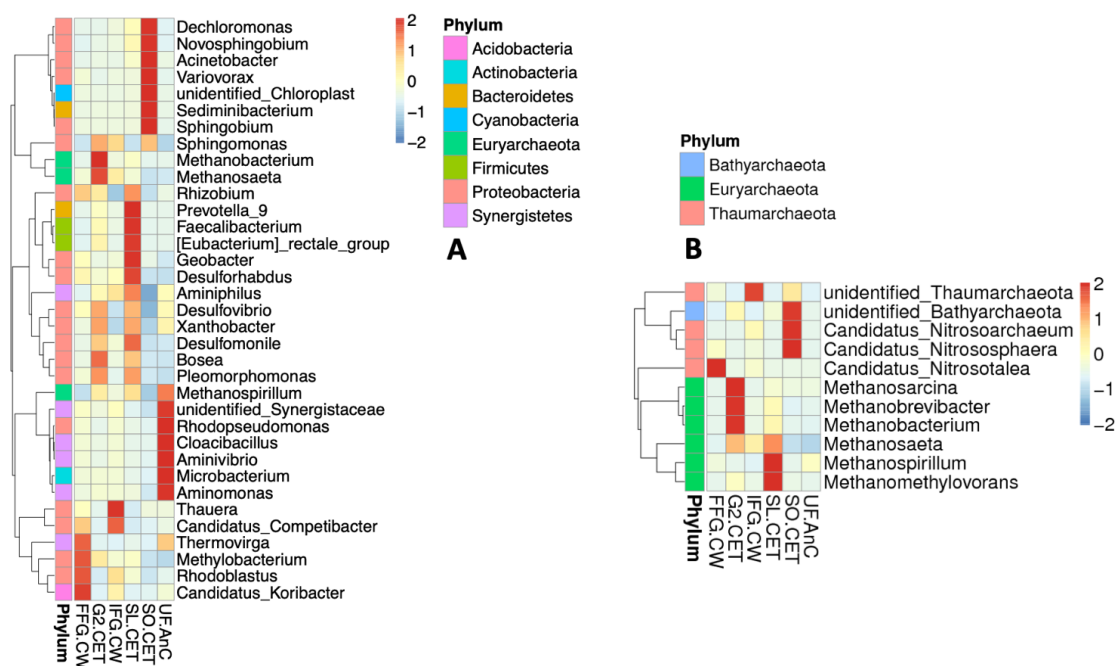 Dechloromonas
Novosphingobium
Acinetobacter
Variovorax
unidentified_Chloroplast
Sediminibacterium
Sphingobium
Sphingomonas
Methanobacterium
Methanosaeta
Rhizobium
Prevotella_9
Faecalibacterium
[Eubacterium]_rectale_group
Geobacter
Desulforhabdus
Aminiphilus
Desulfovibrio
Xanthobacter
Desulfomonile
Bosea
Pleomorphomonas
Methanospirillum
unidentified_Synergistaceae
Rhodopseudomonas
Cloacibacillus
Aminivibrio
Microbacterium
Aminomonas
Thauera
Candidatus_Competibacter
Thermovirga
Methylobacterium
Rhodoblastus
Candidatus_Koribacter
Phylum
FFG.CW
G2.CET
IFG.CW
SL.CET
SO.CET
UF.AnC
2
1
0
−1
−2
Phylum
Acidobacteria
Actinobacteria
Bacteroidetes
Cyanobacteria
Euryarchaeota
Firmicutes
Proteobacteria
Synergistetes
A
Phylum
Bathyarchaeota
Euryarchaeota
Thaumarchaeota
B
unidentified_Thaumarchaeota
unidentified_Bathyarchaeota
Candidatus_Nitrosoarchaeum
Candidatus_Nitrososphaera
Candidatus_Nitrosotalea
Methanosarcina
Methanobrevibacter
Methanobacterium
Methanosaeta
Methanospirillum
Methanomethylovorans
Phylum
FFG.CW
G2.CET
IFG.CW
SL.CET
SO.CET
UF.AnC
2
1
0
−1
−2